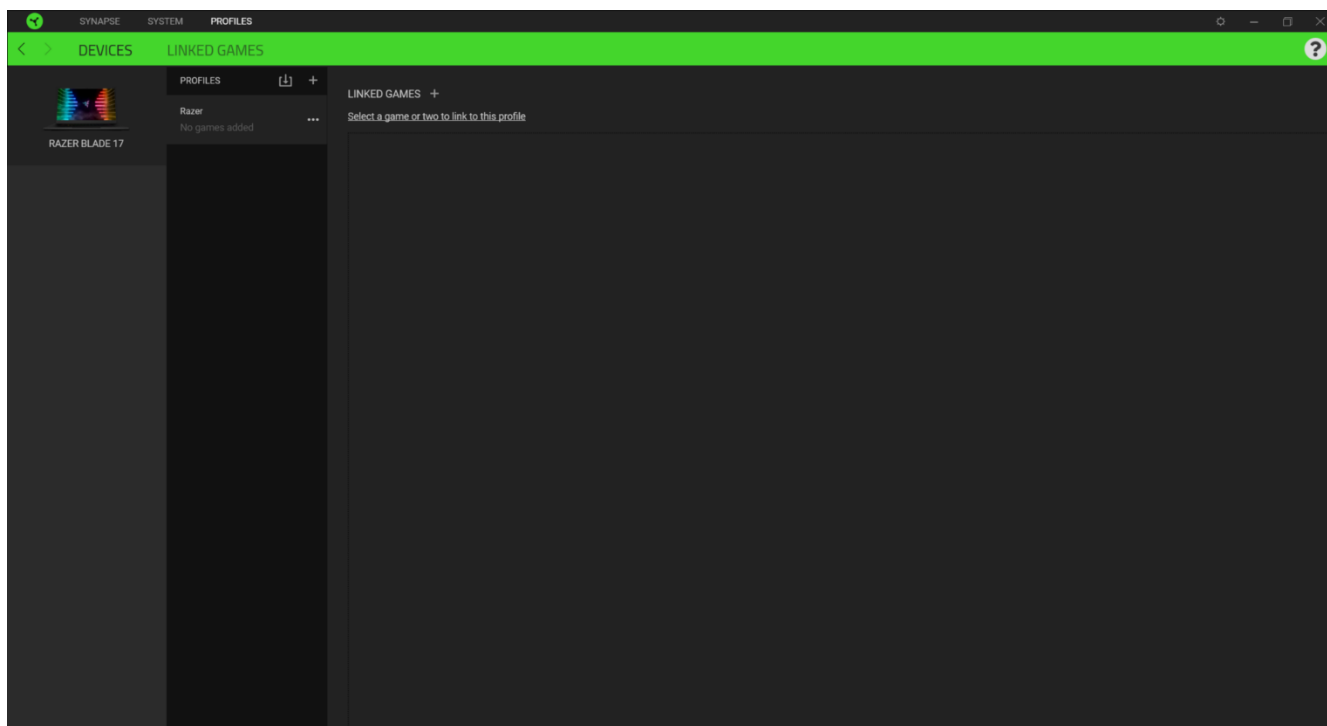 SYNAPSE SYSTEM PROFILES
DEVICES LINKED GAMES ?
PROFILES
Razer
No games added
RAZER BLADE 17
LINKED GAMES
Select a game or two to link to this profile